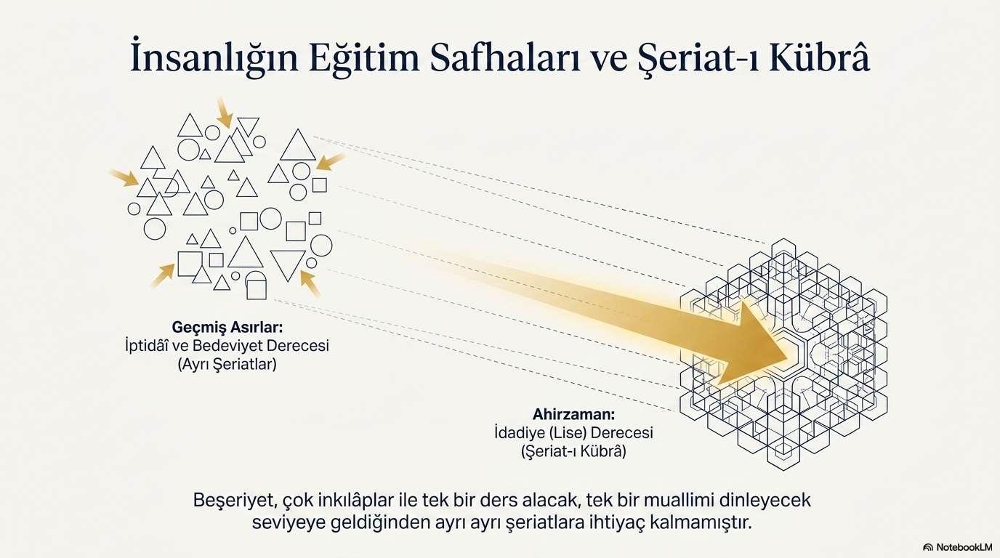 İnsanlığın Eğitim Safhaları ve Şeriat-ı Kübrâ
Geçmiş Asırlar:
İptidâî ve Bedeviyet Derecesi
(Ayrı Şeriatlar)
Ahirzaman:
İdadiye (Lise) Derecesi
(Şeriat-ı Kübrâ)
Beşeriyet, çok inkılâplar ile tek bir ders alacak, tek bir muallimi dinleyecek
seviyeye geldiğinden ayrı ayrı şeriatlara ihtiyaç kalmamıştır.
NotebookLM